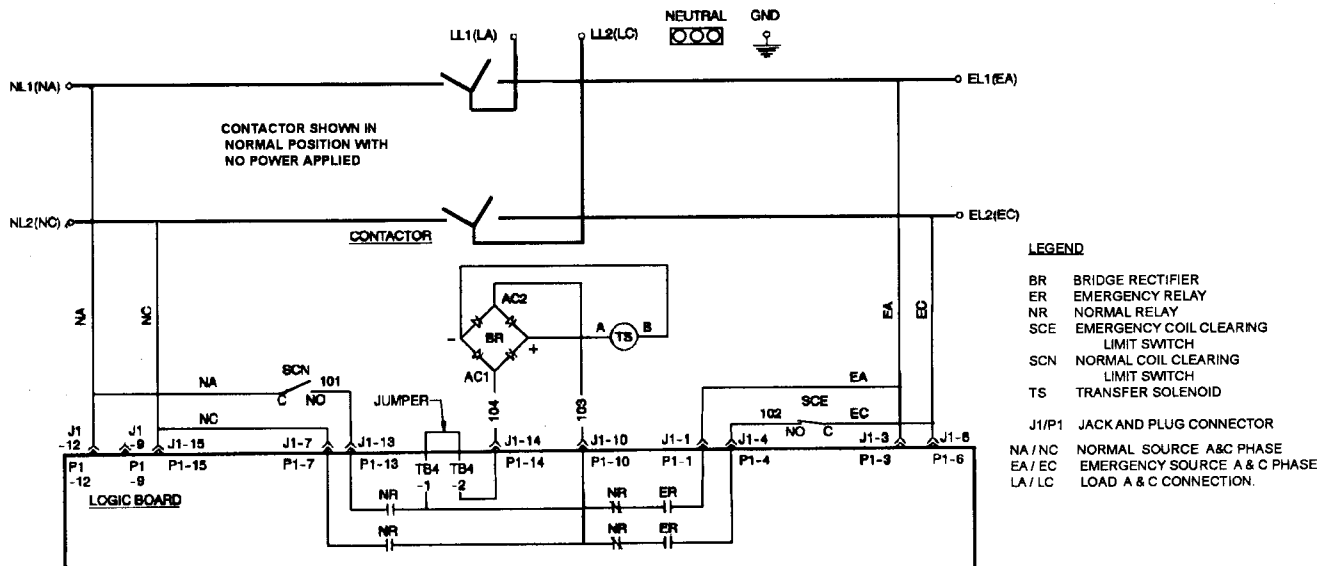 NEUTRAL GND
LL1(LA) LL2(LC)
NL1(NA) EL1(EA)
CONTACTOR SHOWN IN
NORMAL POSITION WITH
NO POWER APPLIED
NL2(NC) EL2(EC)
CONTACTOR
LEGEND
BR BRIDGE RECTIFIER
ER EMERGENCY RELAY
NR NORMAL RELAY
SCE EMERGENCY COIL CLEARING
LIMIT SWITCH
SCN NORMAL COIL CLEARING
LIMIT SWITCH
TS TRANSFER SOLENOID
J1/P1 JACK AND PLUG CONNECTOR
NA / NC NORMAL SOURCE A&C PHASE
EA / EC EMERGENCY SOURCE A & C PHASE
LA / LC LOAD A & C CONNECTION.
NA NC EA EC
AC2
- BR + A TS B
AC1
SCN
NA 101
C NO
NC
JUMPER
104 103
EA
SCE
102 EC
NO C
J1 J1
-12 -9 J1-15 J1-7 J1-13 J1-14 J1-10 J1-1 J1-4 J1-3 J1-6
P1 P1 P1-15 P1-7 P1-13 TB4 TB4 P1-14 P1-10 P1-1 P1-4 P1-3 P1-6
-12 -9 -1 -2
LOGIC BOARD
NR NR ER
NR NR ER